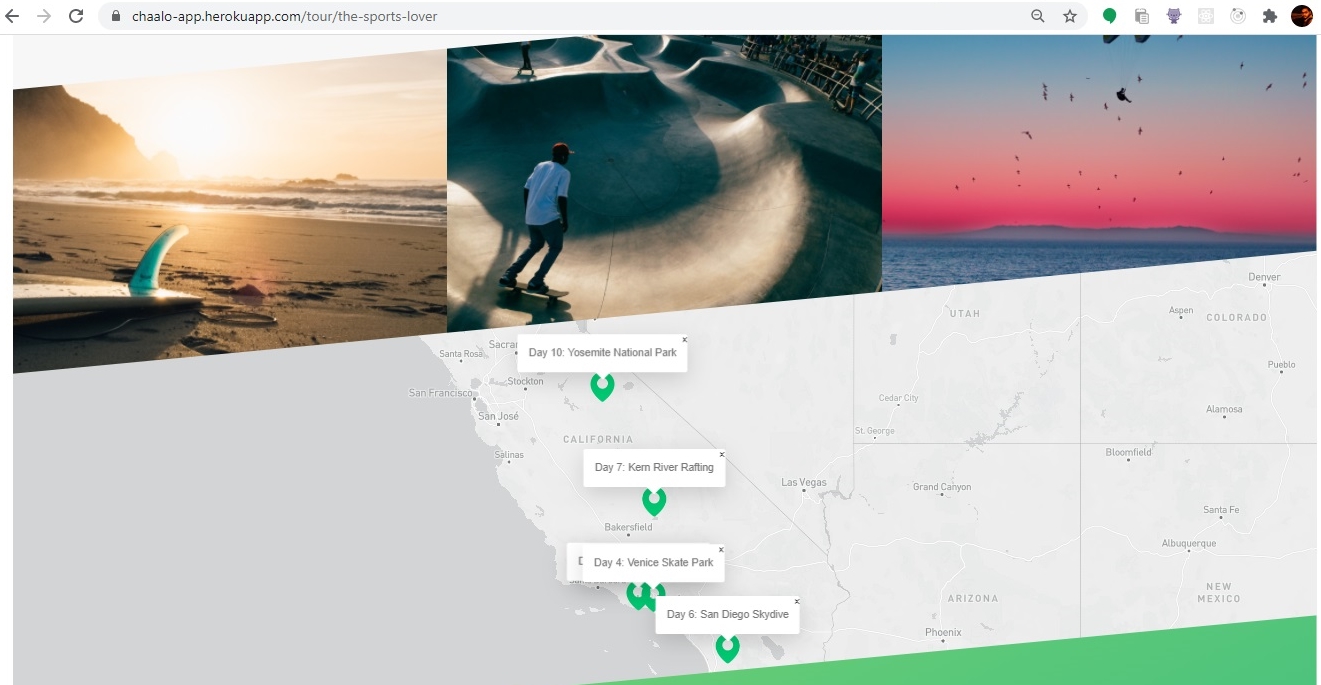 chaalo-app.herokuapp.com/tour/the-sports-lover
Denver
Aspen
UTAH
COLORADO
Day 10: Yosemite National Park
Santa Rosa
Pueblo
Stockton
San Francisco
Cedar City
Alamosa
San José
St. George
CALIFORNIA
Salinas
Bloomfield
Day 7: Kern River Rafting
Las Vegas
Grand Canyon
Santa Fe
Bakersfield
Albuquerque
Day 4: Venice Skate Park
NEW
MEXICO
ARIZONA
Day 6: San Diego Skydive
Phoenix